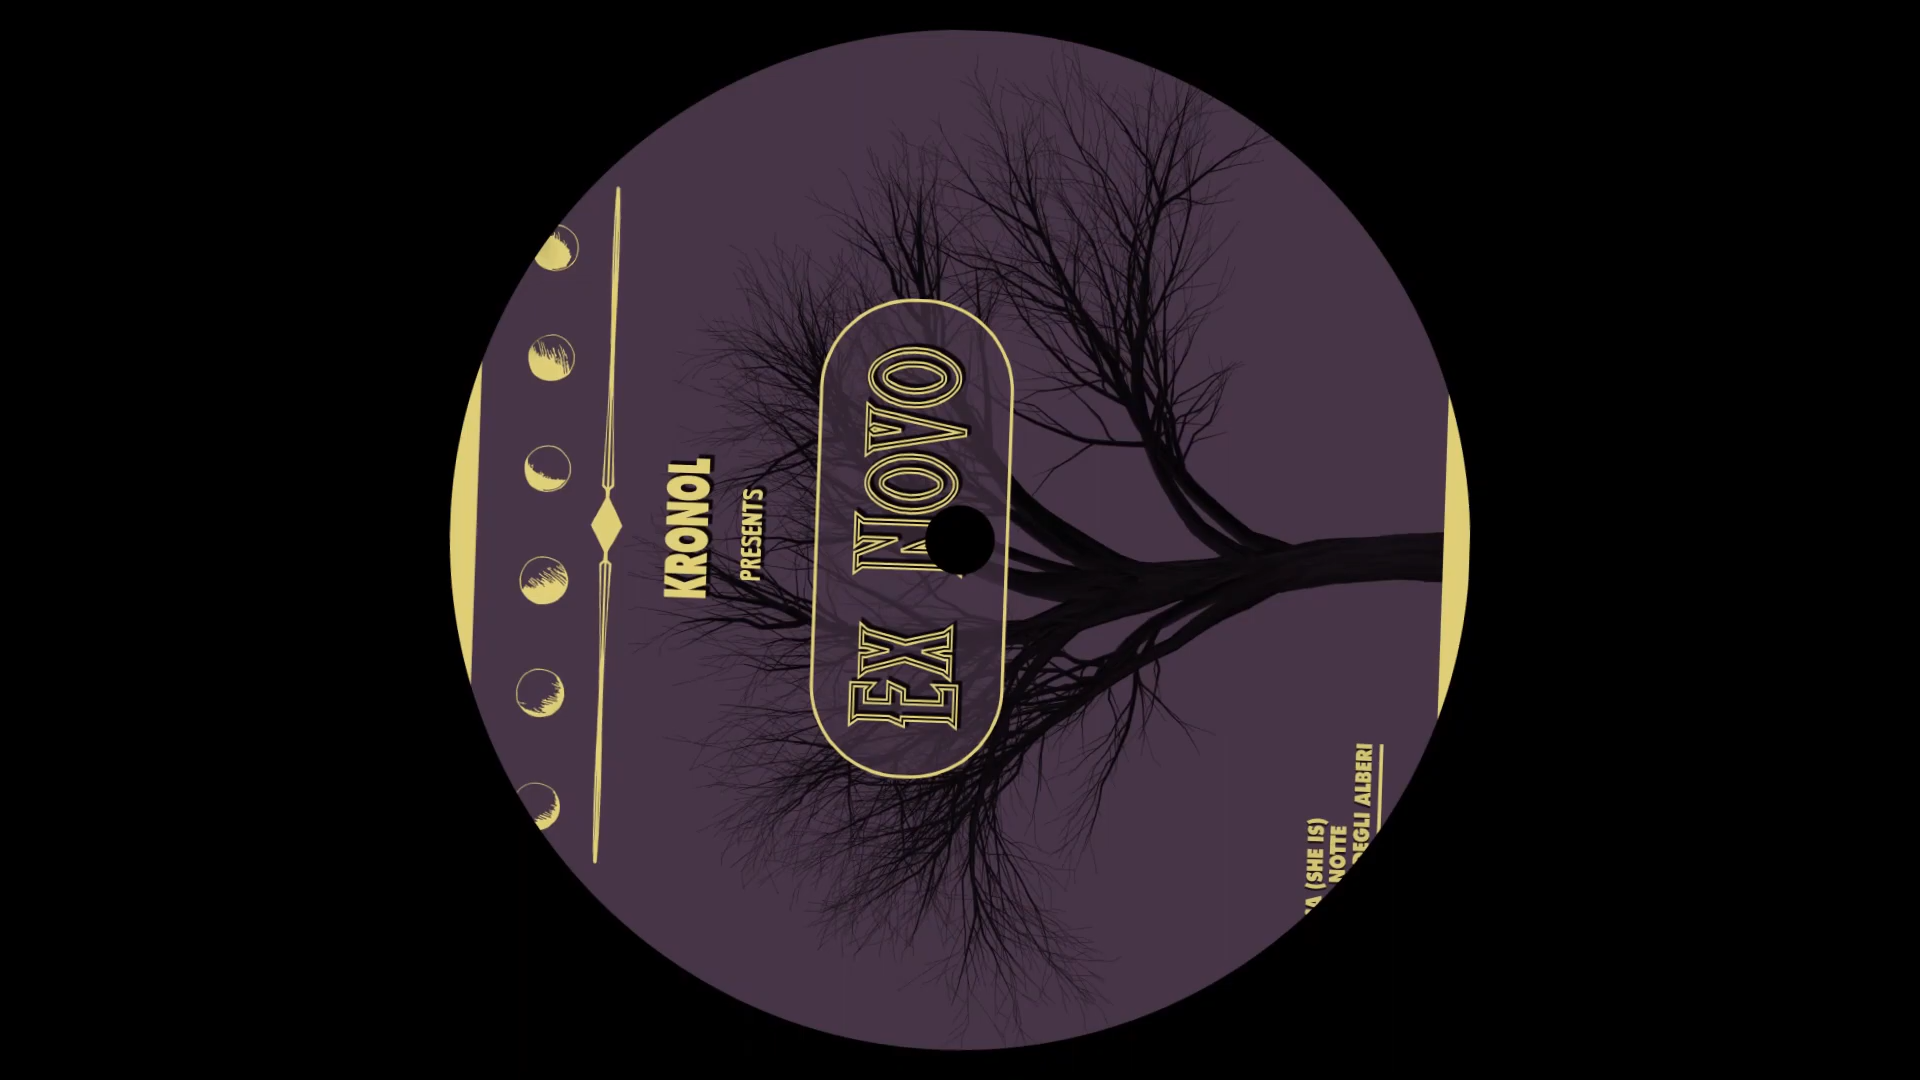 KRONOL
PRESENTS
EX NOVO
(SHE IS)
NOTTE
DEGLI ALBERI